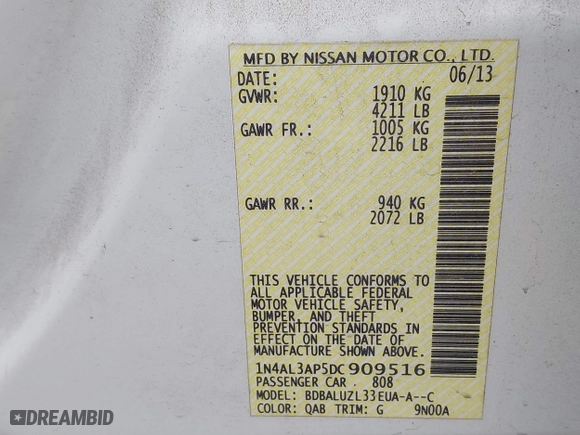 MFD BY NISSAN MOTOR CO., LTD.
DATE: 06/13
GVWR: 1910 KG
4211 LB
GAWR FR.: 1005 KG
2216 LB
GAWR RR.: 940 KG
2072 LB
THIS VEHICLE CONFORMS TO
ALL APPLICABLE FEDERAL
MOTOR VEHICLE SAFETY,
BUMPER, AND THEFT
PREVENTION STANDARDS IN
EFFECT ON THE DATE OF
MANUFACTURE SHOWN ABOVE.
1N4AL3AP5DC909516
PASSENGER CAR 808
MODEL: BDBALUZL33EUA-A--C
COLOR: QAB TRIM: G 9N00A
DREAMBID